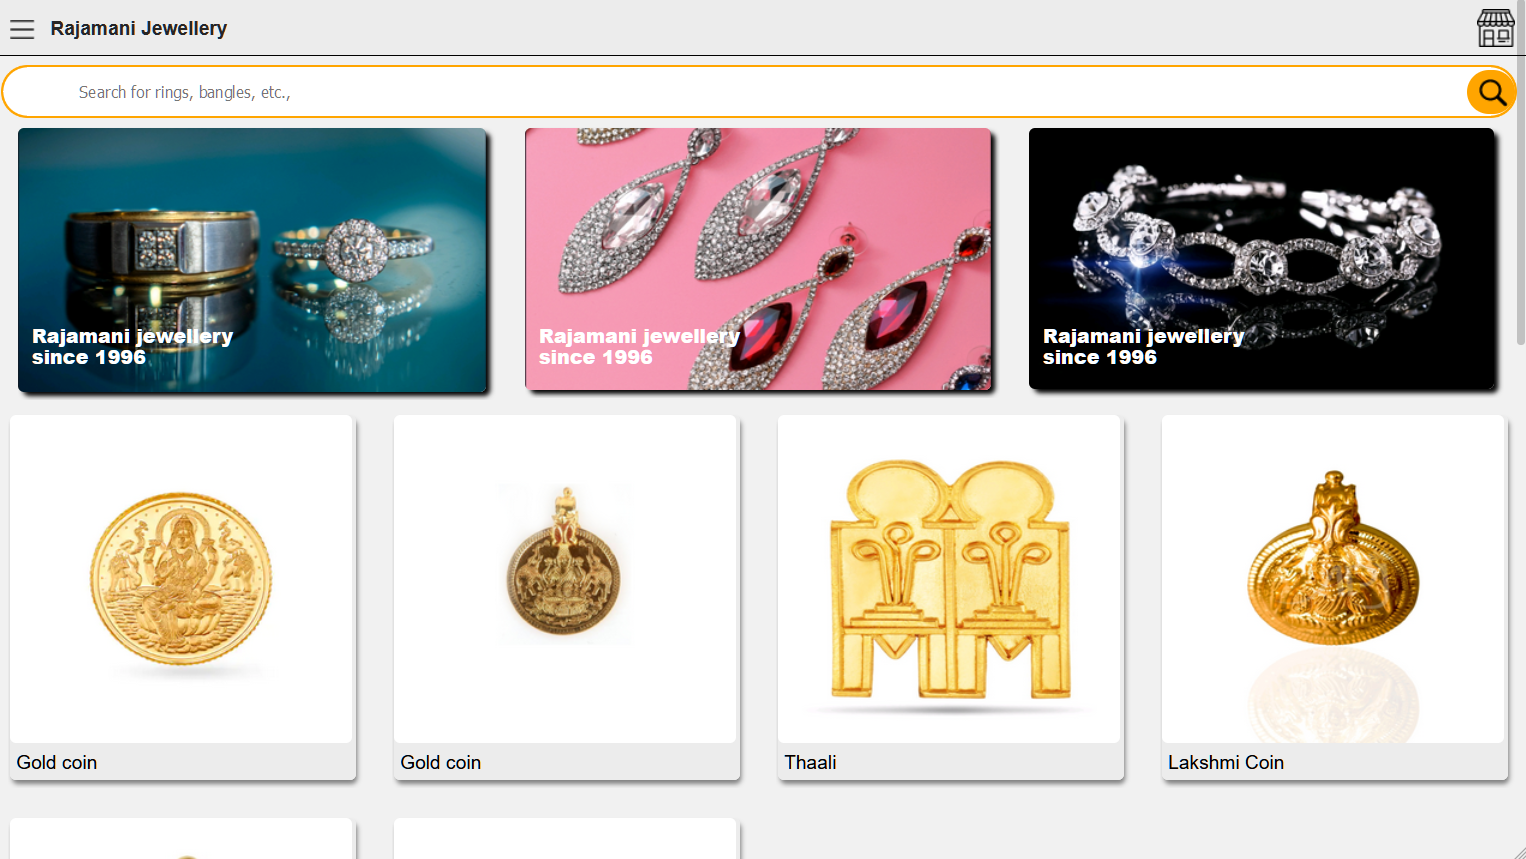 Rajamani Jewellery
Search for rings, bangles, etc.,
Rajamani jewellery
since 1996
Rajamani jewellery
since 1996
Rajamani jewellery
since 1996
Gold coin
Gold coin
Thaali
Lakshmi Coin